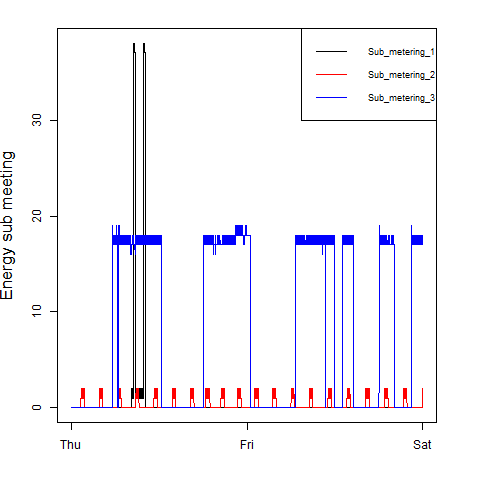 Sub_metering_1
Sub_metering_2
Sub_metering_3
Energy sub meeting
30
20
10
0
Thu Fri Sat